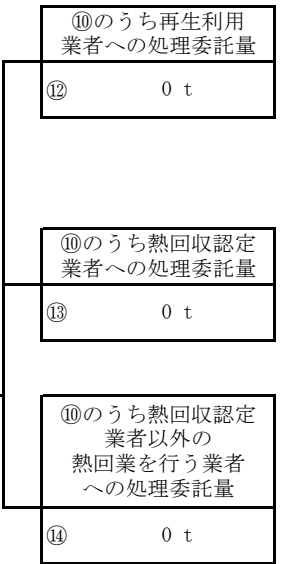 ⑩のうち再生利用
業者への処理委託量
⑫ 0 t
⑩のうち熱回収認定
業者への処理委託量
⑬ 0 t
⑩のうち熱回収認定
業者以外の
熱回業を行う業者
への処理委託量
⑭ 0 t